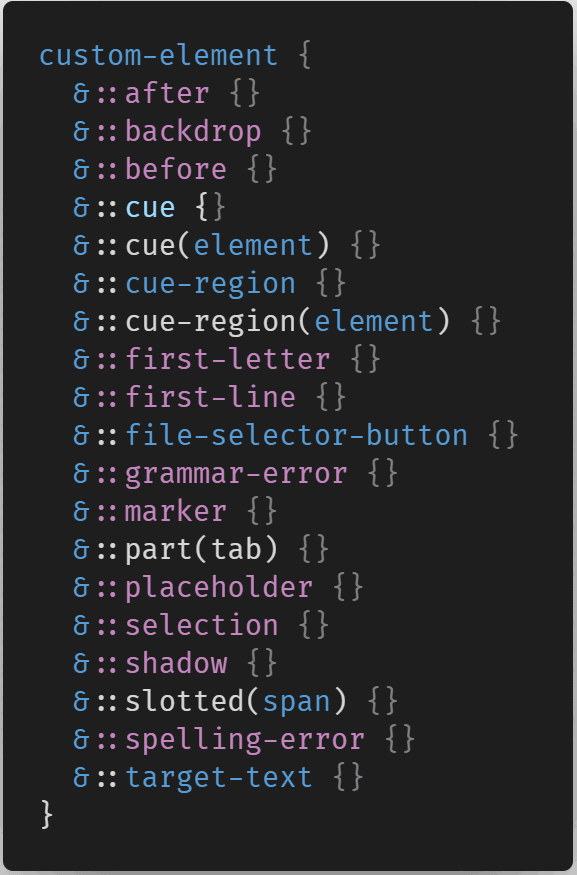 custom-element {
  &::after {}
  &::backdrop {}
  &::before {}
  &::cue {}
  &::cue(element) {}
  &::cue-region {}
  &::cue-region(element) {}
  &::first-letter {}
  &::first-line {}
  &::file-selector-button {}
  &::grammar-error {}
  &::marker {}
  &::part(tab) {}
  &::placeholder {}
  &::selection {}
  &::shadow {}
  &::slotted(span) {}
  &::spelling-error {}
  &::target-text {}
}